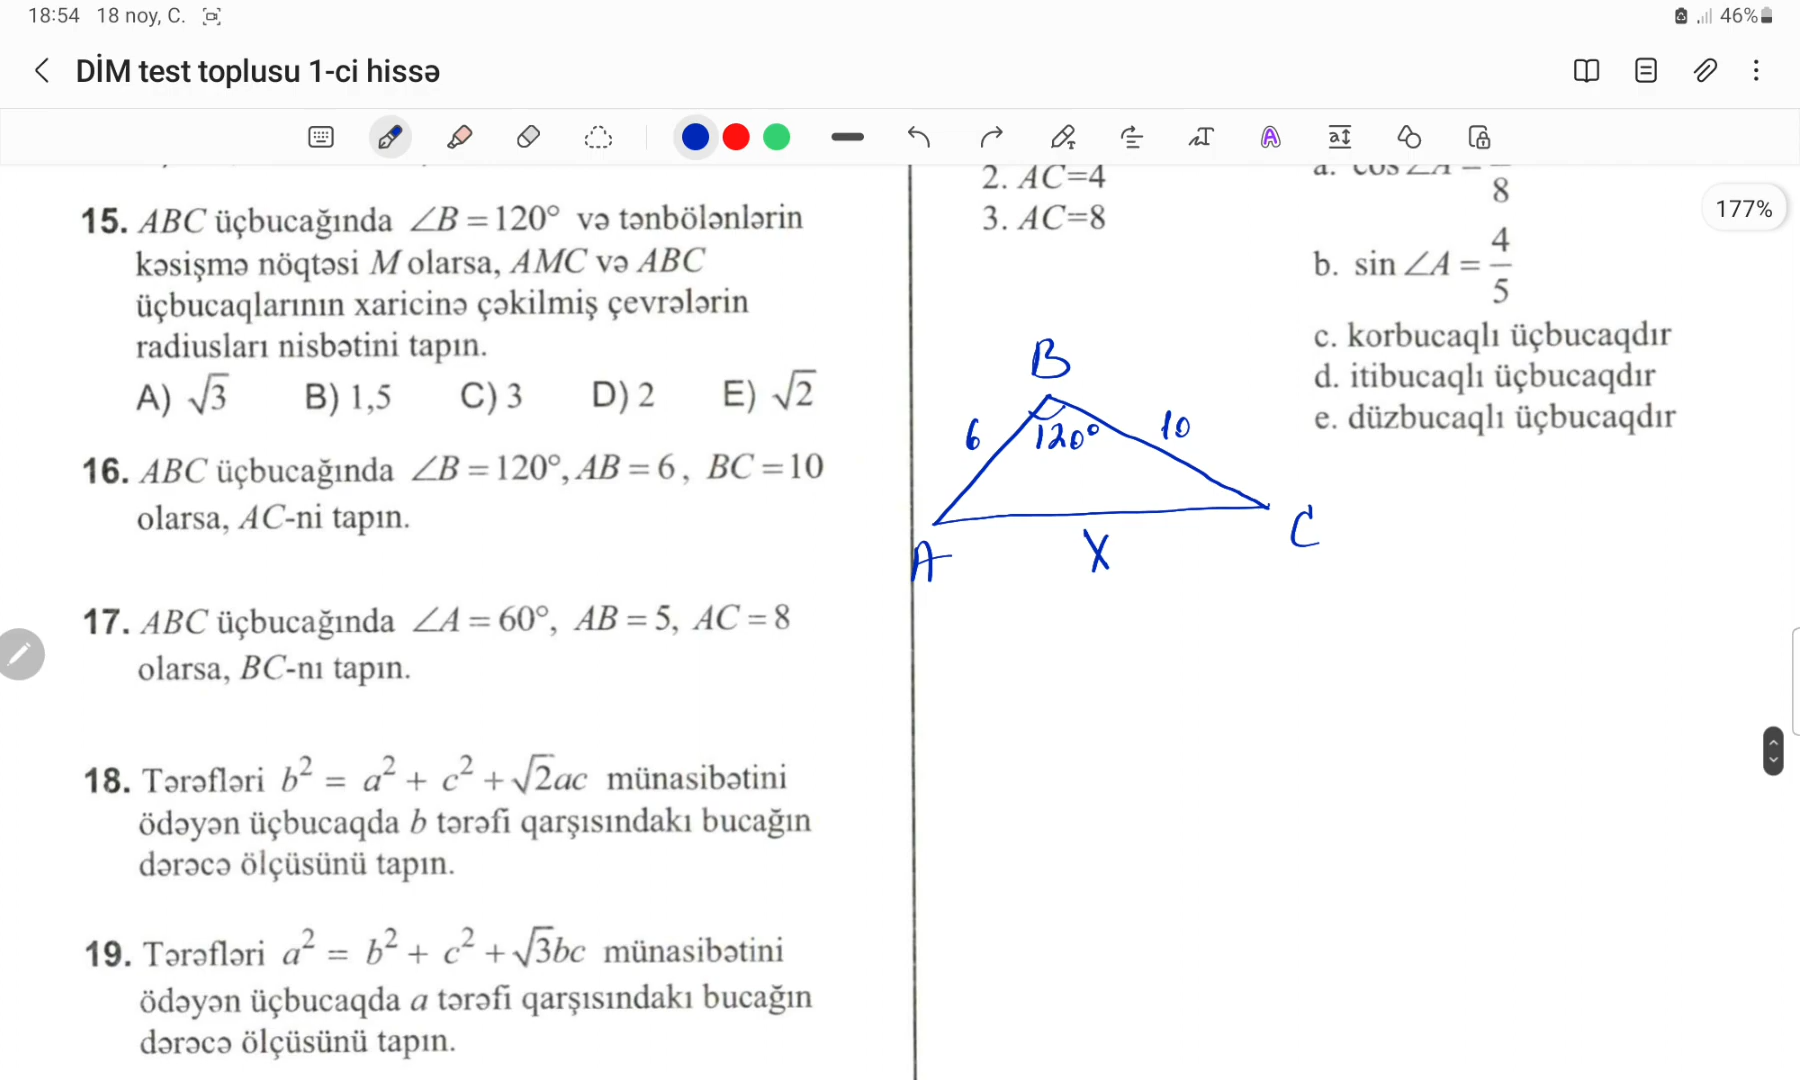 18:54 18 noy, C.
46%
DİM test toplusu 1-ci hissə
177%
15. ABC üçbucağında ∠B = 120° və tənbölənlərin
kəsişmə nöqtəsi M olarsa, AMC və ABC
üçbucaqlarının xaricinə çəkilmiş çevrələrin
radiusları nisbətini tapın.
A) √3 B) 1,5 C) 3 D) 2 E) √2
16. ABC üçbucağında ∠B = 120°, AB = 6, BC = 10
olarsa, AC-ni tapın.
17. ABC üçbucağında ∠A = 60°, AB = 5, AC = 8
olarsa, BC-nı tapın.
18. Tərəfləri b² = a² + c² + √2ac münasibətini
ödəyən üçbucaqda b tərəfi qarşısındakı bucağın
dərəcə ölçüsünü tapın.
19. Tərəfləri a² = b² + c² + √3bc münasibətini
ödəyən üçbucaqda a tərəfi qarşısındakı bucağın
dərəcə ölçüsünü tapın.
2. AC=4
3. AC=8
a. cos ∠A = 8
b. sin ∠A = 4/5
c. korbucaqlı üçbucaqdır
d. itibucaqlı üçbucaqdır
e. düzbucaqlı üçbucaqdır
B
6 120° 10
A X C